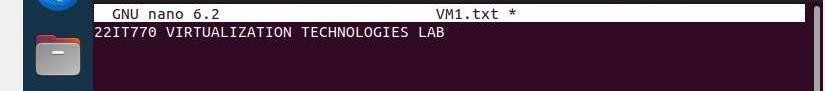 GNU nano 6.2 VM1.txt *
22IT770 VIRTUALIZATION TECHNOLOGIES LAB